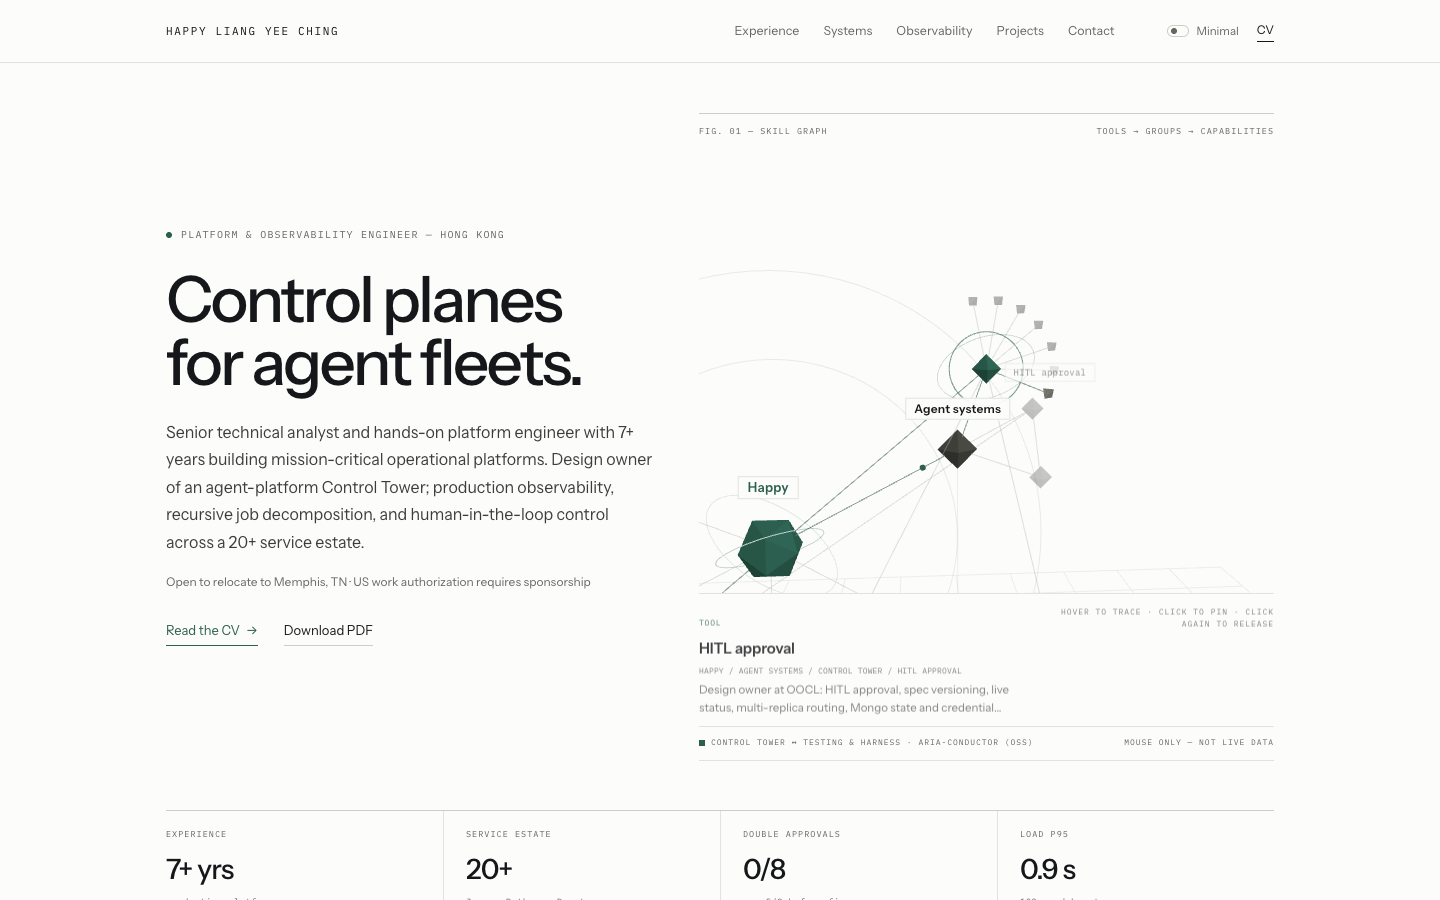 HAPPY LIANG YEE CHING
Experience
Systems
Observability
Projects
Contact
Minimal
CV
FIG. 01 — SKILL GRAPH
TOOLS → GROUPS → CAPABILITIES
PLATFORM & OBSERVABILITY ENGINEER — HONG KONG
Control planes
for agent fleets.
Senior technical analyst and hands-on platform engineer with 7+
years building mission-critical operational platforms. Design owner
of an agent-platform Control Tower; production observability,
recursive job decomposition, and human-in-the-loop control
across a 20+ service estate.
Open to relocate to Memphis, TN · US work authorization requires sponsorship
Read the CV →
Download PDF
HITL approval
Agent systems
Happy
HOVER TO TRACE · CLICK TO PIN · CLICK
AGAIN TO RELEASE
TOOL
HITL approval
HAPPY / AGENT SYSTEMS / CONTROL TOWER / HITL APPROVAL
Design owner at OOCL: HITL approval, spec versioning, live
status, multi-replica routing, Mongo state and credential…
CONTROL TOWER ↔ TESTING & HARNESS · ARIA-CONDUCTOR (OSS)
MOUSE ONLY — NOT LIVE DATA
EXPERIENCE
7+ yrs
SERVICE ESTATE
20+
DOUBLE APPROVALS
0/8
LOAD P95
0.9 s